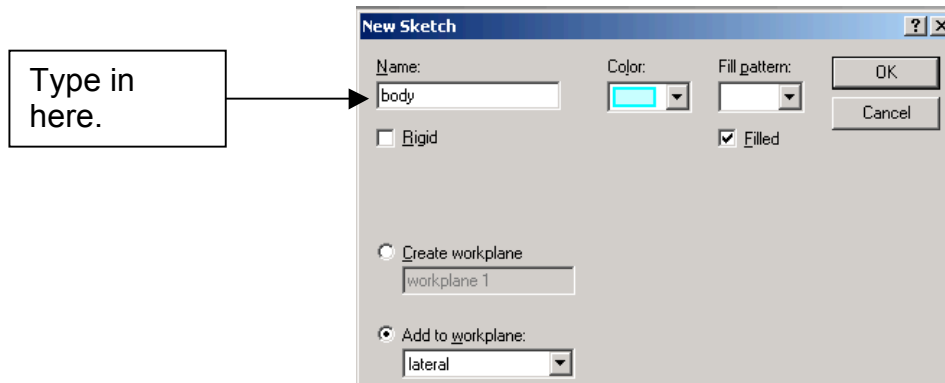 New Sketch
Type in
here.
Name:
Color:
Fill pattern:
OK
body
Cancel
Rigid
Filled
Create workplane
workplane 1
Add to workplane:
lateral